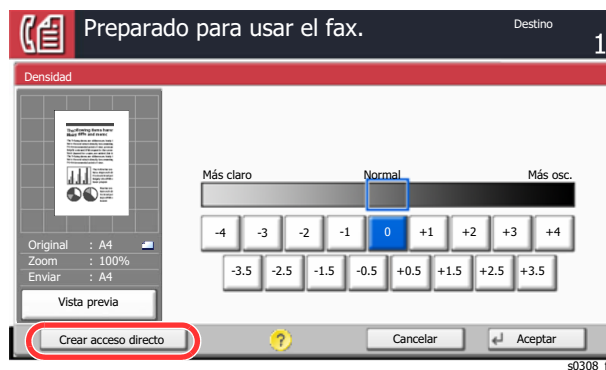 Preparado para usar el fax.
Destino
1
Densidad
Más claro
Normal
Más osc.
-4 -3 -2 -1 0 +1 +2 +3 +4
-3.5 -2.5 -1.5 -0.5 +0.5 +1.5 +2.5 +3.5
Original : A4
Zoom : 100%
Enviar : A4
Vista previa
Crear acceso directo
?
Cancelar
Aceptar
s0308